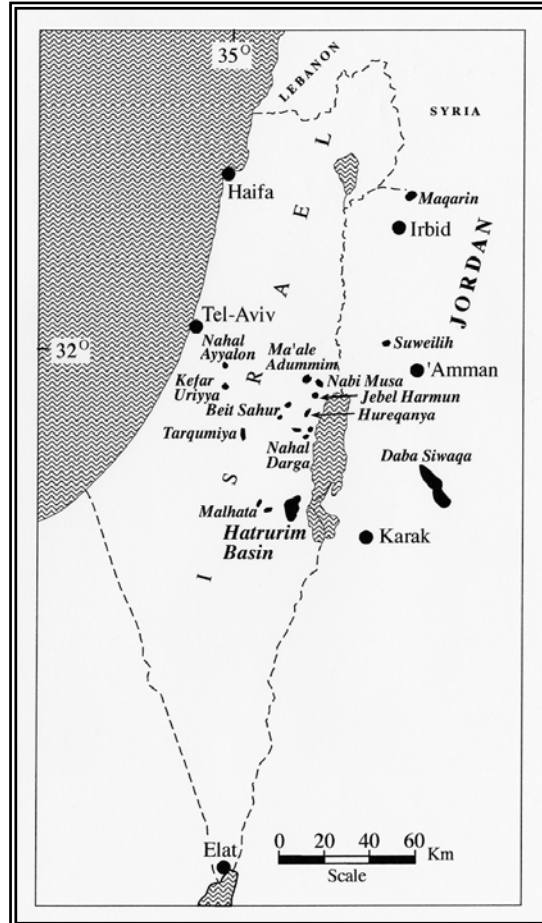 35°
LEBANON
SYRIA
Haifa
Maqarin
Irbid
JORDAN
Tel-Aviv
32°
Nahal
Ayyalon
Ma'ale
Adummim
Suweilih
'Amman
Kefar
Uriyya
Nabi Musa
Jebel Harmun
Beit Sahur
Hureqanya
Tarqumiya
Nahal
Darga
Daba Siwaqa
Malhata
Hatrurim
Basin
Karak
ISRAEL
Elat
0 20 40 60
Km
Scale